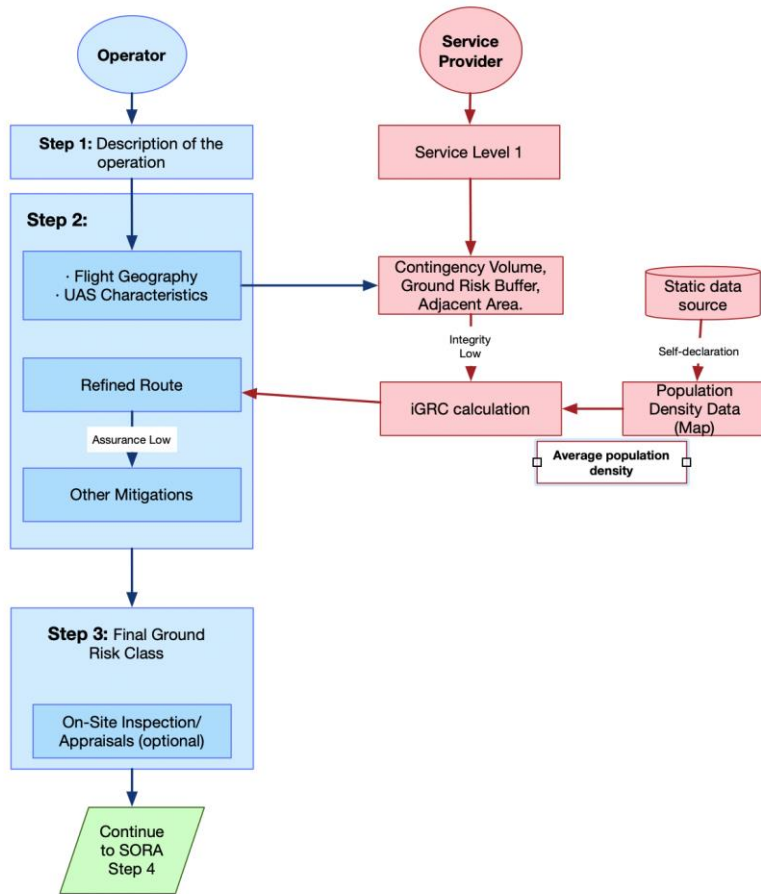 Operator
Service
Provider
Step 1: Description of the
operation
Service Level 1
Step 2:
· Flight Geography
· UAS Characteristics
Contingency Volume,
Ground Risk Buffer,
Adjacent Area.
Static data
source
Integrity
Low
Self-declaration
Refined Route
iGRC calculation
Population
Density Data
(Map)
Assurance Low
Average population
density
Other Mitigations
Step 3: Final Ground
Risk Class
On-Site Inspection/
Appraisals (optional)
Continue
to SORA
Step 4